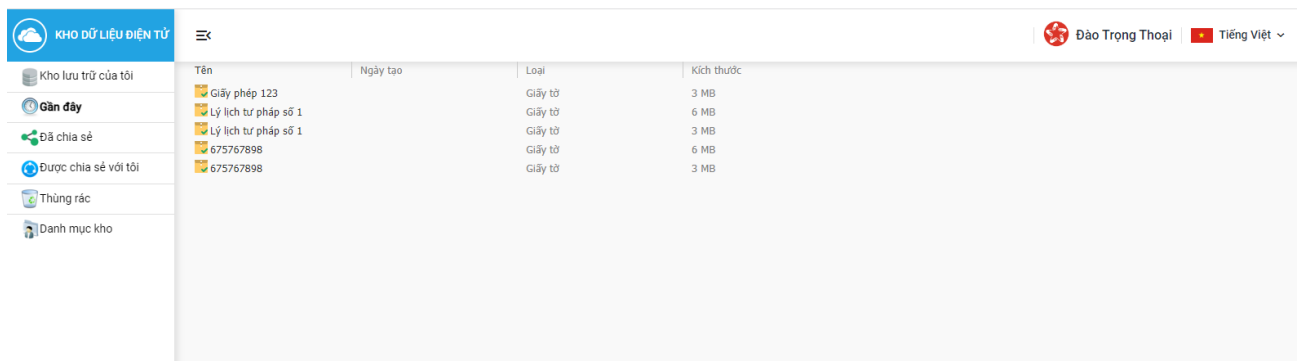 KHO DỮ LIỆU ĐIỆN TỬ
Đào Trọng Thoại
Tiếng Việt
Kho lưu trữ của tôi
Gần đây
Đã chia sẻ
Được chia sẻ với tôi
Thùng rác
Danh mục kho
Tên Ngày tạo Loại Kích thước
Giấy phép 123 Giấy tờ 3 MB
Lý lịch tư pháp số 1 Giấy tờ 6 MB
Lý lịch tư pháp số 1 Giấy tờ 3 MB
675767898 Giấy tờ 6 MB
675767898 Giấy tờ 3 MB